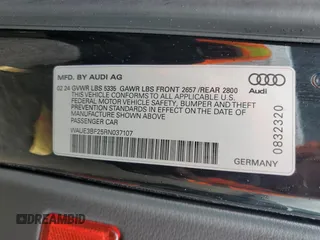 MFD. BY AUDI AG
02.24 GVWR LBS 5335 GAWR LBS FRONT 2657 /REAR 2800
THIS VEHICLE CONFORMS TO ALL APPLICABLE U.S.
FEDERAL MOTOR VEHICLE SAFETY, BUMPER AND THEFT
PREVENTION STANDARDS IN EFFECT ON THE DATE OF
MANUFACTURE SHOWN ABOVE.
PASSENGER CAR
WAUE3BF25RN037107
GERMANY
Audi
0832320
DREAMBID